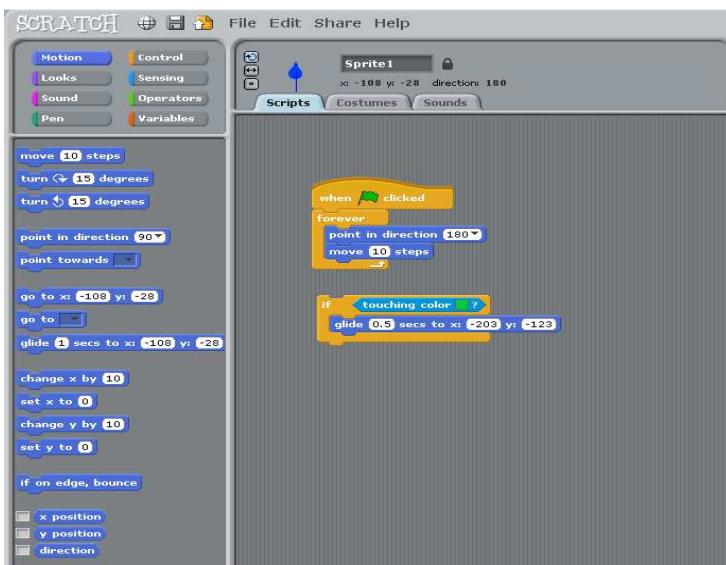 SCRATCH File Edit Share Help
Motion Control
Looks Sensing
Sound Operators
Pen Variables
Sprite1
x: -108 y: -28 direction: 180
Scripts Costumes Sounds
move 10 steps
turn 15 degrees
turn 15 degrees
point in direction 90
point towards
go to x: -108 y: -28
go to
glide 1 secs to x: -108 y: -28
change x by 10
set x to 0
change y by 10
set y to 0
if on edge, bounce
x position
y position
direction
when clicked
forever
point in direction 180
move 10 steps
if touching color ?
glide 0.5 secs to x: -203 y: -123